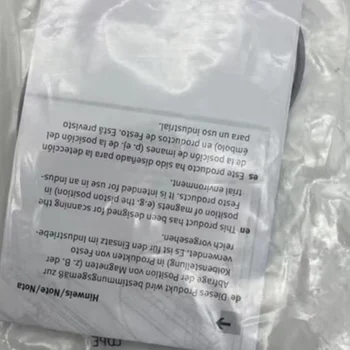 Hinweis/Note/Nota
de Dieses Produkt wird bestimmungsgemäß zur
Abfrage der Position von Magneten (z. B. der
Kolbenstellung) in Produkten von Festo
verwendet. Es ist für den Einsatz im Industriebe-
reich vorgesehen.
en This product has been designed for scanning the
position of magnets (e.g. the piston position) in
Festo products. It is intended for use in an indus-
trial environment.
es Este producto ha sido diseñado para la detección
de la posición de imanes (p. ej. de la posición del
émbolo) en productos de Festo. Está previsto
para un uso industrial.